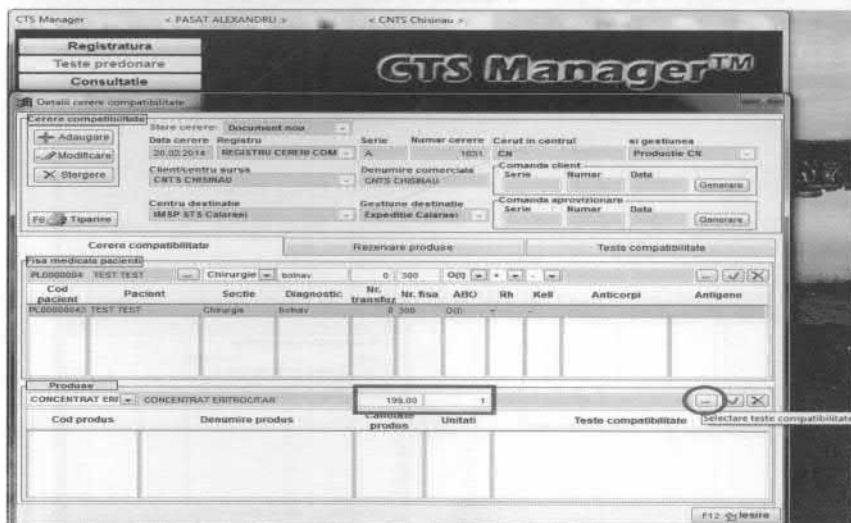 CTS Manager < PASAT ALEXANDRU > < CNTS Chisinau >
Registratura
Teste predonare
Consultatie
CTS Manager™
Detalii cerere compatibilitate
Cerere compatibilitate
Adaugare
Modificare
Stergere
F8 Tiparire
Stare cerere: Document nou
Data cerere Registru Serie Numar cerere Cerut in centrul si gestiunea
20.02.2014 REGISTRU CERERI COM A 1031 CN Productie CN
Client/centru sursa Denumire comerciala Comanda client
CNTS CHISINAU CNTS CHISINAU Serie Numar Data Generare
Centru destinatie Gestiune destinatie Comanda aprovizionare
IMSP STS Calarasi Expeditie Calarasi Serie Numar Data Generare
Cerere compatibilitate Rezervare produse Teste compatibilitate
Fisa medicala pacienti
PL0000004 TEST TEST ... Chirurgie bolnav 0 300 O(I) + -
Cod pacient Pacient Sectie Diagnostic Nr. transfuz Nr. fisa ABO Rh Kell Anticorpi Antigene
PL00000043 TEST TEST Chirurgie bolnav 0 300 O(I) + -
Produse
CONCENTRAT ERI CONCENTRAT ERITROCITAR 199.00 1 ...
Cod produs Denumire produs Cantitate produs Unitati Teste compatibilitate
Selectare teste compatibilitate
F12 Iesire